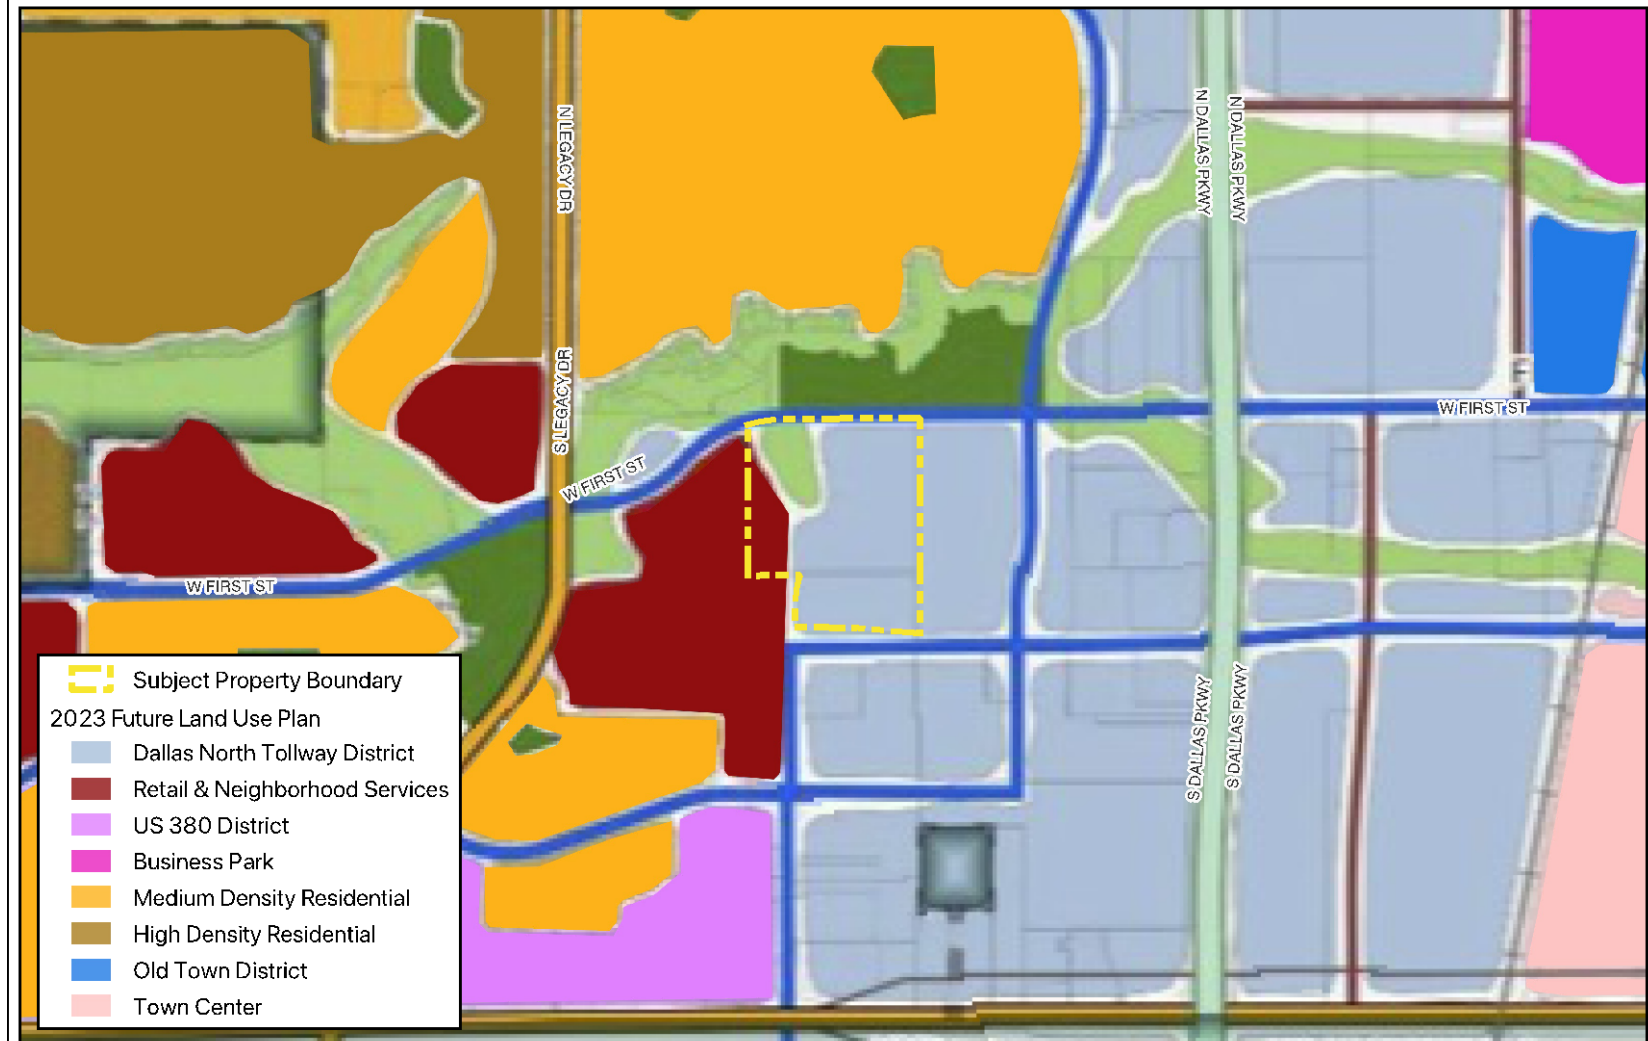 N LEGACY DR
N DALLAS PKWY
N DALLAS PKWY
S LEGACY DR
W FIRST ST
W FIRST ST
W FIRST ST
S DALLAS PKWY
S DALLAS PKWY
Subject Property Boundary
2023 Future Land Use Plan
Dallas North Tollway District
Retail & Neighborhood Services
US 380 District
Business Park
Medium Density Residential
High Density Residential
Old Town District
Town Center